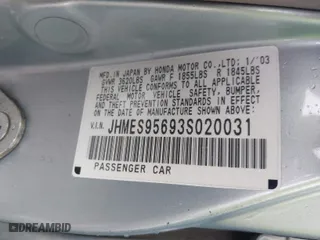 MFD. IN JAPAN BY HONDA MOTOR CO.,LTD. 1/03
GVWR 3620LBS GAWR F 1855LBS R 1845LBS
THIS VEHICLE CONFORMS TO ALL APPLICABLE
FEDERAL MOTOR VEHICLE SAFETY, BUMPER,
AND THEFT PREVENTION STANDARDS IN EFFECT
ON THE DATE OF MANUFACTURE SHOWN ABOVE.
V.I.N. JHMES95693S020031
PASSENGER CAR